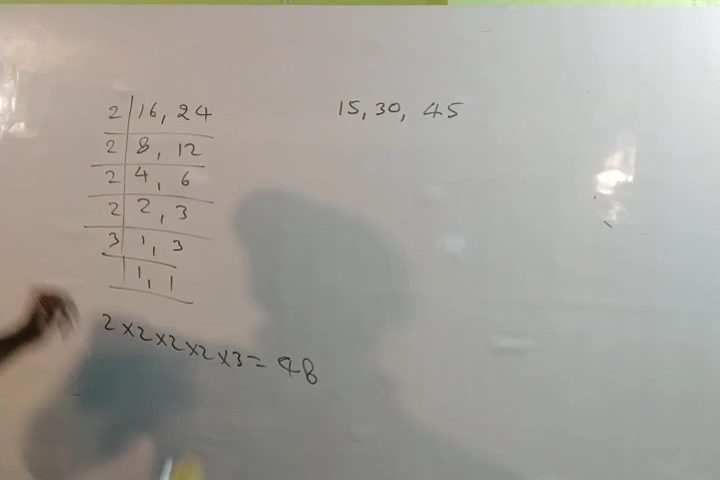 2 | 16, 24
2 | 8, 12
2 | 4, 6
2 | 2, 3
3 | 1, 3
| 1, 1
2 x 2 x 2 x 2 x 3 = 48
15, 30, 45